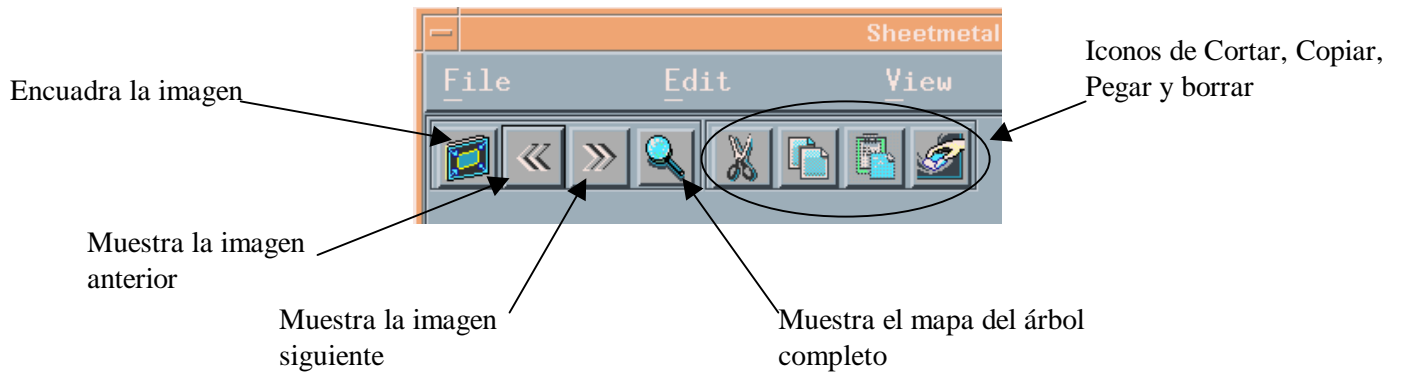 Sheetmetal
Iconos de Cortar, Copiar,
Pegar y borrar
File Edit View
Encuadra la imagen
Muestra la imagen
anterior
Muestra la imagen
siguiente
Muestra el mapa del árbol
completo